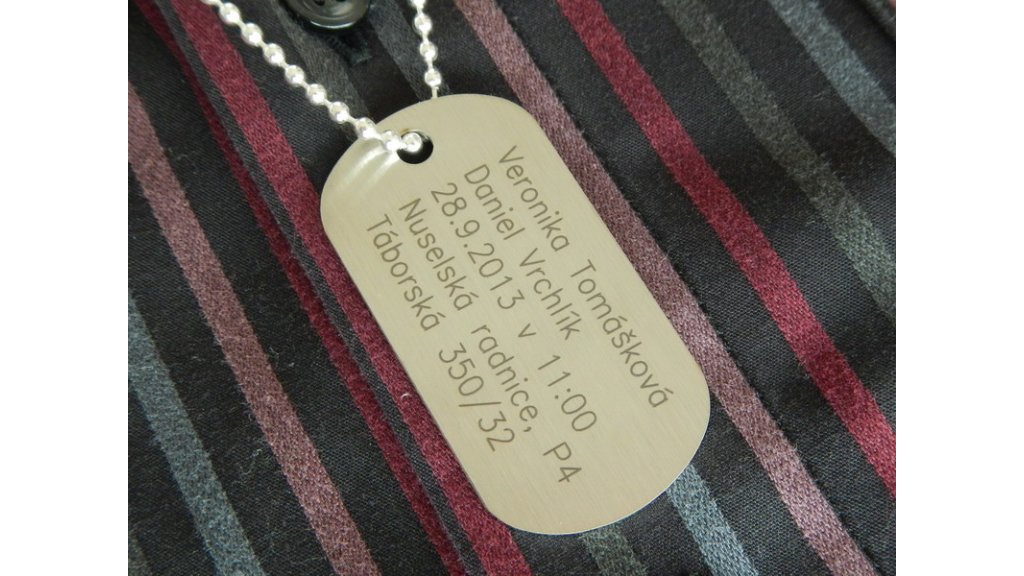 Veronika Tomášková
Daniel Vrchlík
28.9.2013 v 11:00
Nuselská radnice, P4
Táborská 350/32